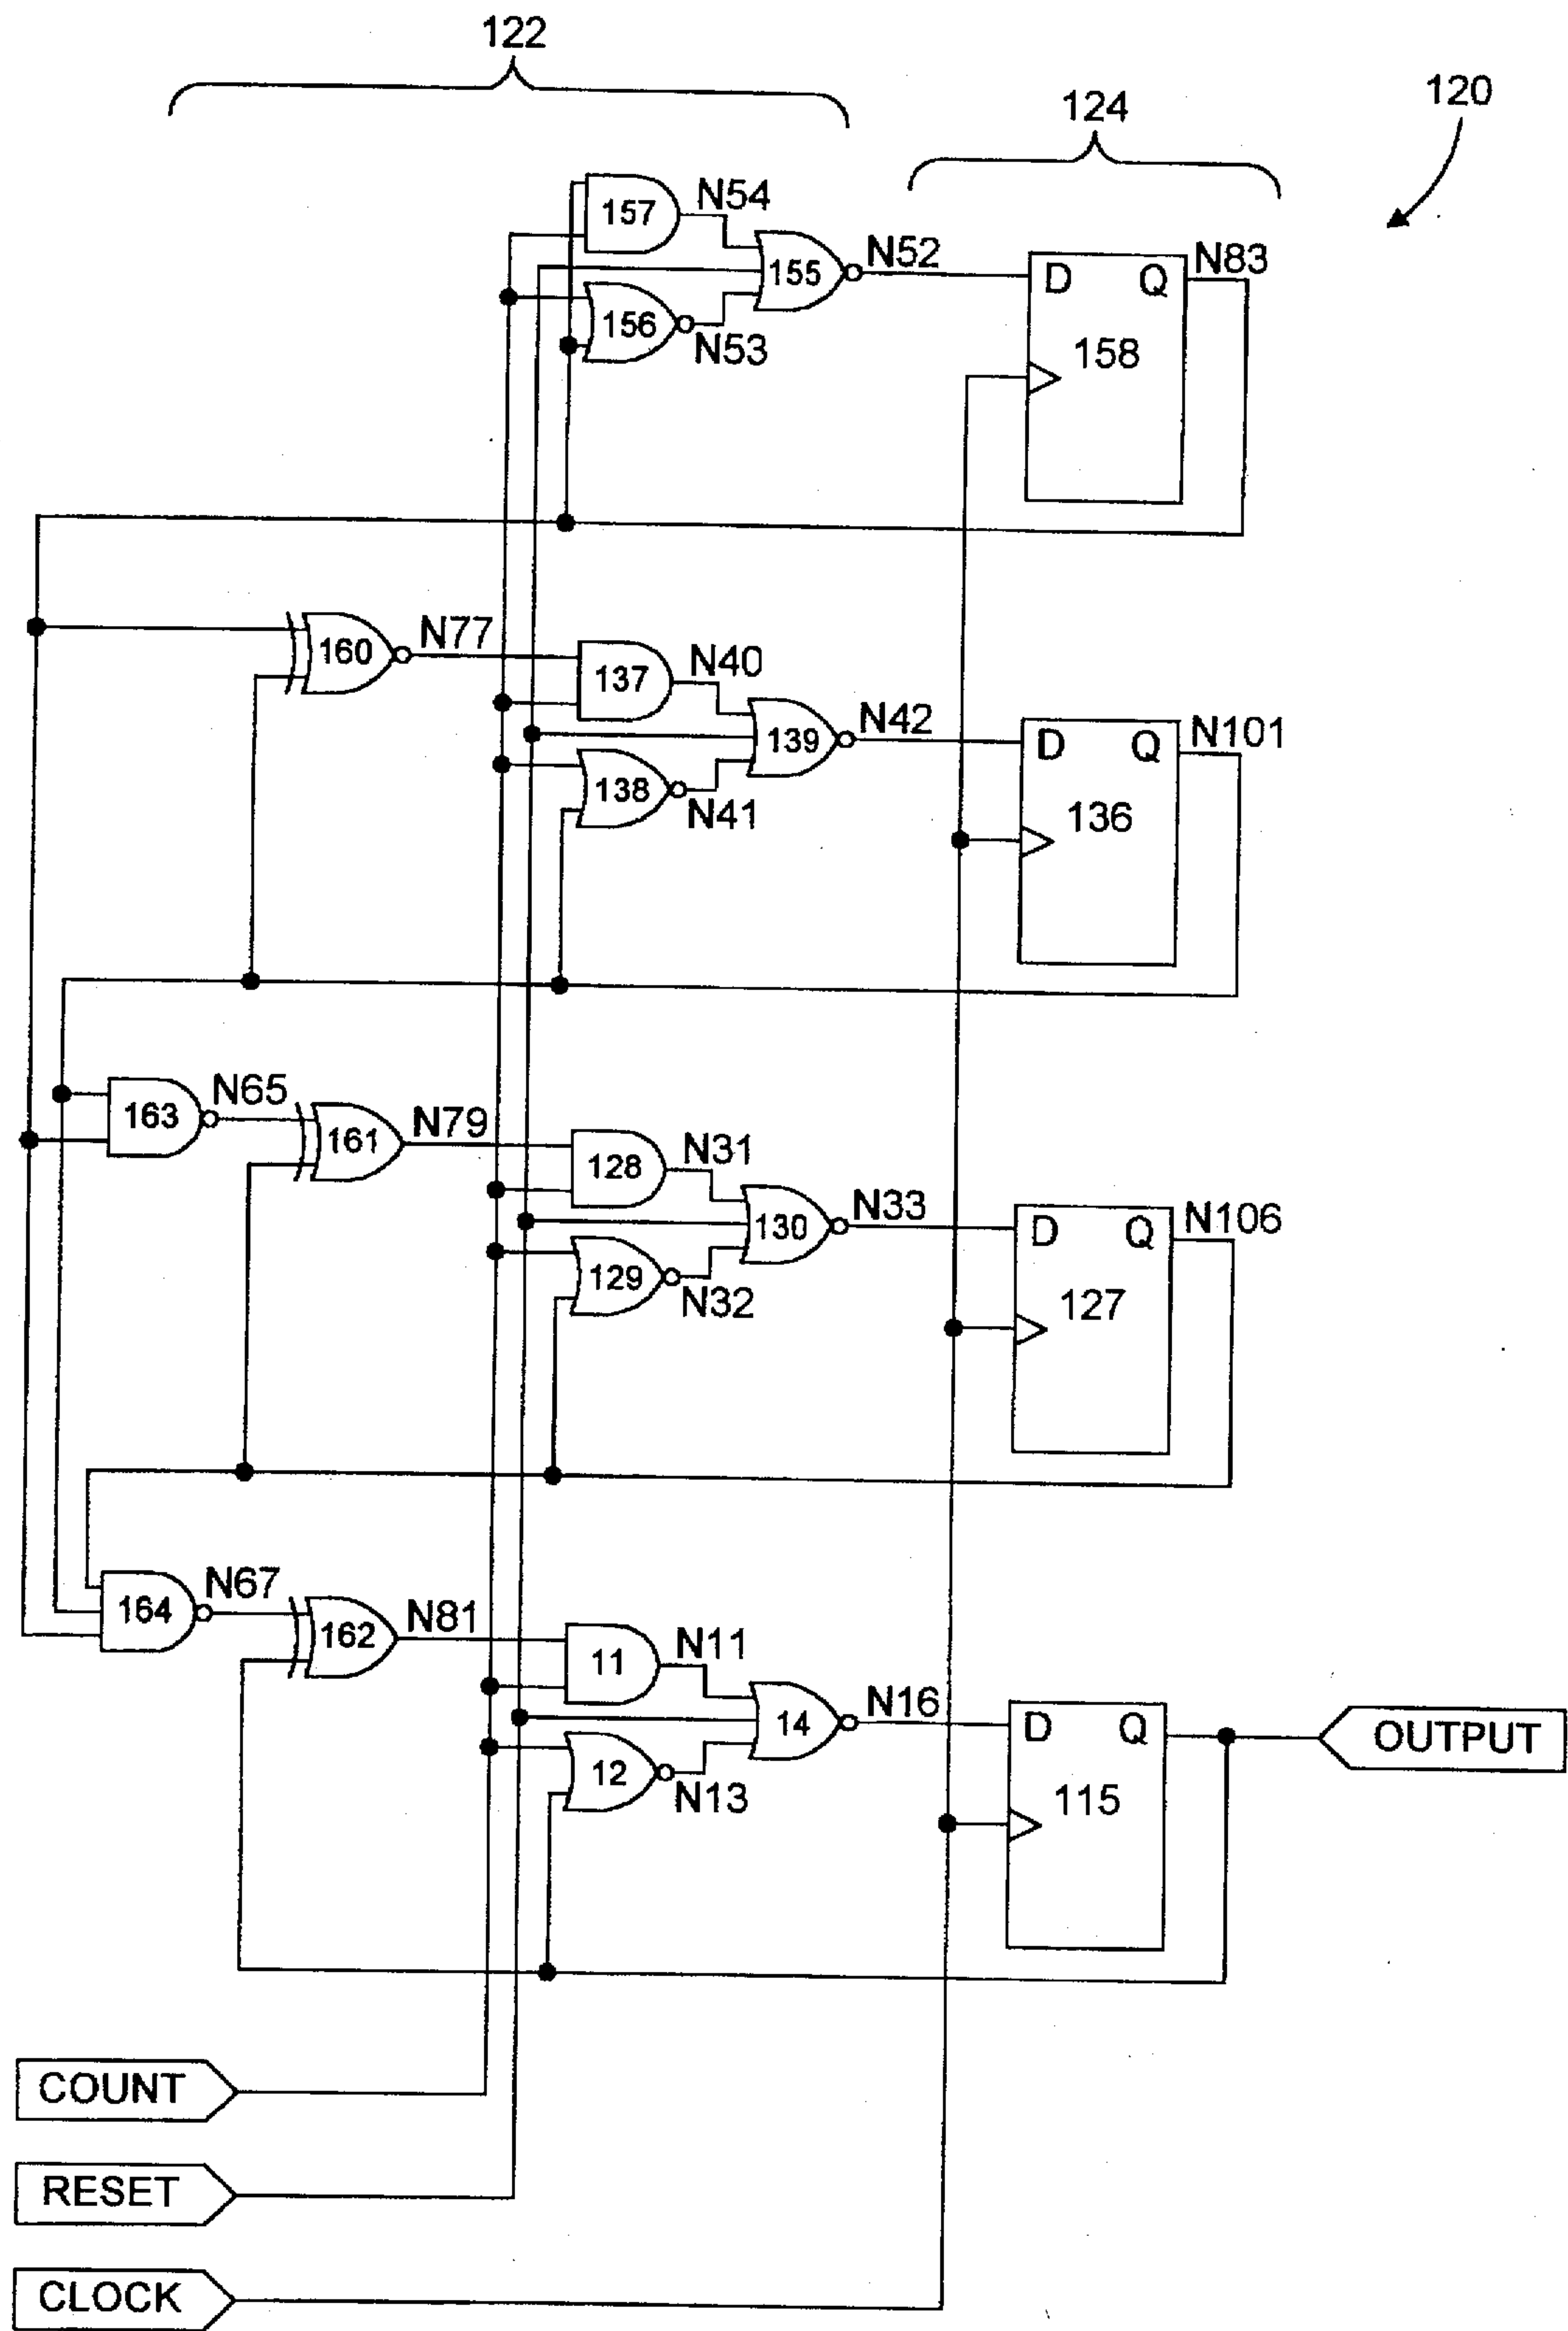 122
124
120
157
N54
155
N52
N83
D Q
156
N53
158
160
N77
137
N40
139
N42
N101
D Q
138
N41
136
163
N65
161
N79
128
N31
130
N33
N106
D Q
129
N32
127
164
N67
162
N81
11
N11
14
N16
D Q
OUTPUT
12
N13
115
COUNT
RESET
CLOCK